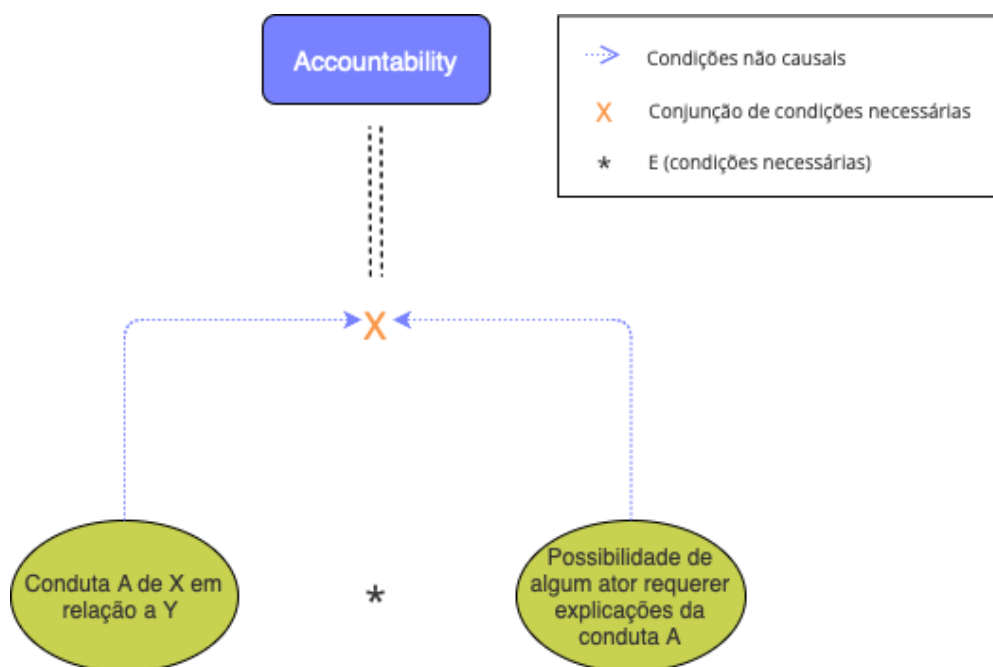 Accountability
Condições não causais
X Conjunção de condições necessárias
* E (condições necessárias)
X
Conduta A de X em
relação a Y
*
Possibilidade de
algum ator requerer
explicações da
conduta A